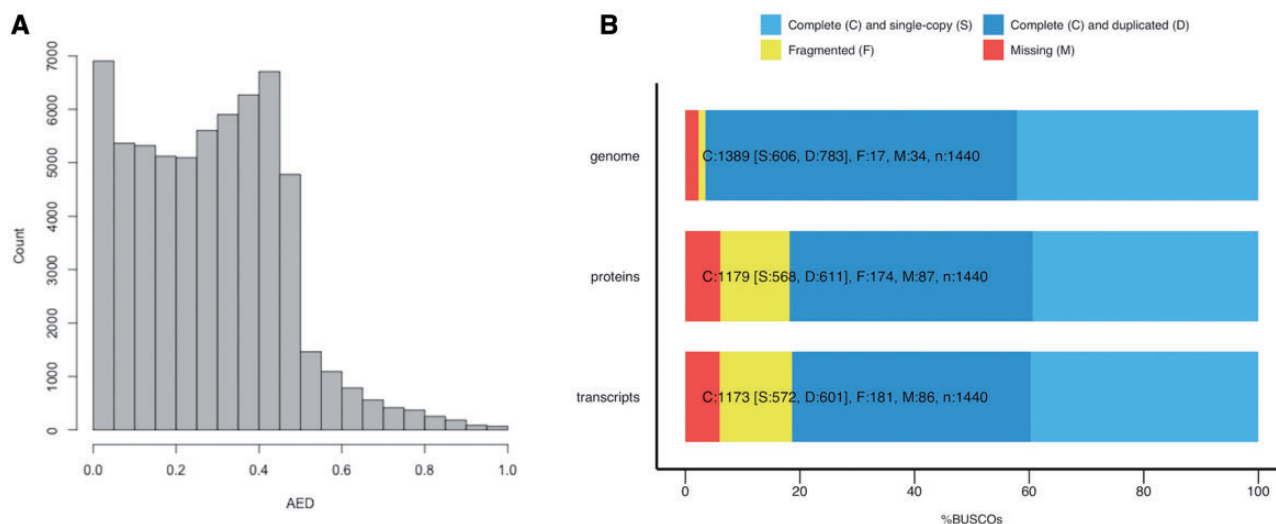 A
7000
6000
5000
4000
3000
2000
1000
0
Count
0.0 0.2 0.4 0.6 0.8 1.0
AED
B
Complete (C) and single-copy (S) Complete (C) and duplicated (D)
Fragmented (F) Missing (M)
genome C:1389 [S:606, D:783], F:17, M:34, n:1440
proteins C:1179 [S:568, D:611], F:174, M:87, n:1440
transcripts C:1173 [S:572, D:601], F:181, M:86, n:1440
0 20 40 60 80 100
%BUSCOs